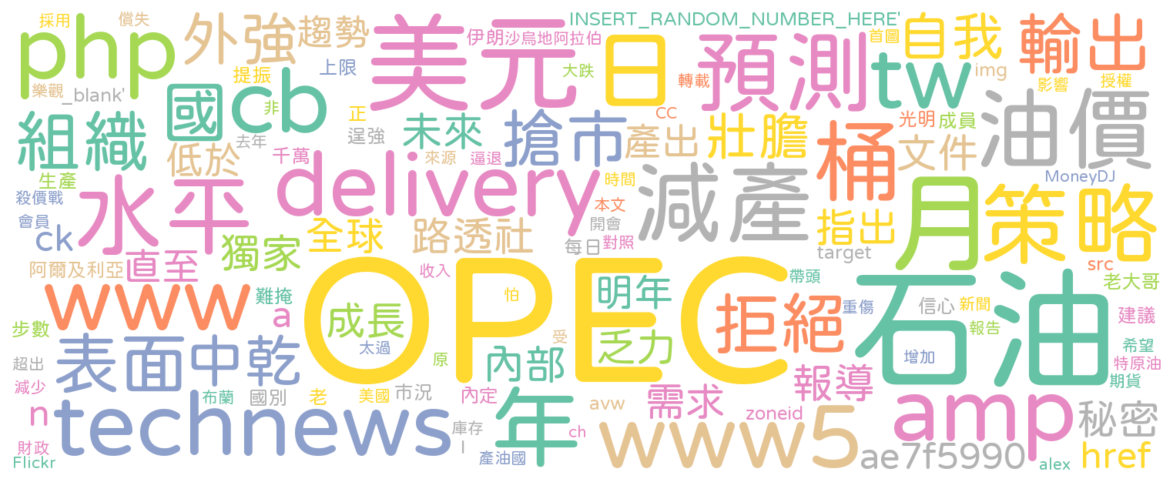 php
外強
趨勢
採用
償失
樂觀
提振
上限
_blank'
國
cb
非
去年
組織
低於
生產
殺價戰
會員
ck
水平
千萬
正
逞強
美元
伊朗
沙烏地阿拉伯
INSERT_RANDOM_NUMBER_HERE'
大跌
日
未來
搶市
來源
逼退
delivery
時間
本文
開會
每日
對照
預測
轉載
cc
產出
壯膽
減產
首圖
自我
tw
img
輸出
影響
授權
光明
成員
桶
文件
油價
MoneyDJ
指出
target
月
策略
src
老大哥
阿爾及利亞
直至
獨家
全球
路透社
收入
www
難掩
a
步數
OPEC
成長
太過
原
怕
受
明年
乏力
內部
拒絕
帶頭
重傷
石油
信心
新聞
報告
增加
建議
希望
特原油
期貨
表面
中乾
超出
減少
n
財政
Flickr
technews
布蘭
國別
老
美國
市況
內定
庫存
l
產油國
年
ch
avw
需求
zoneid
報導
www5
amp
ae7f5990
秘密
href
alex